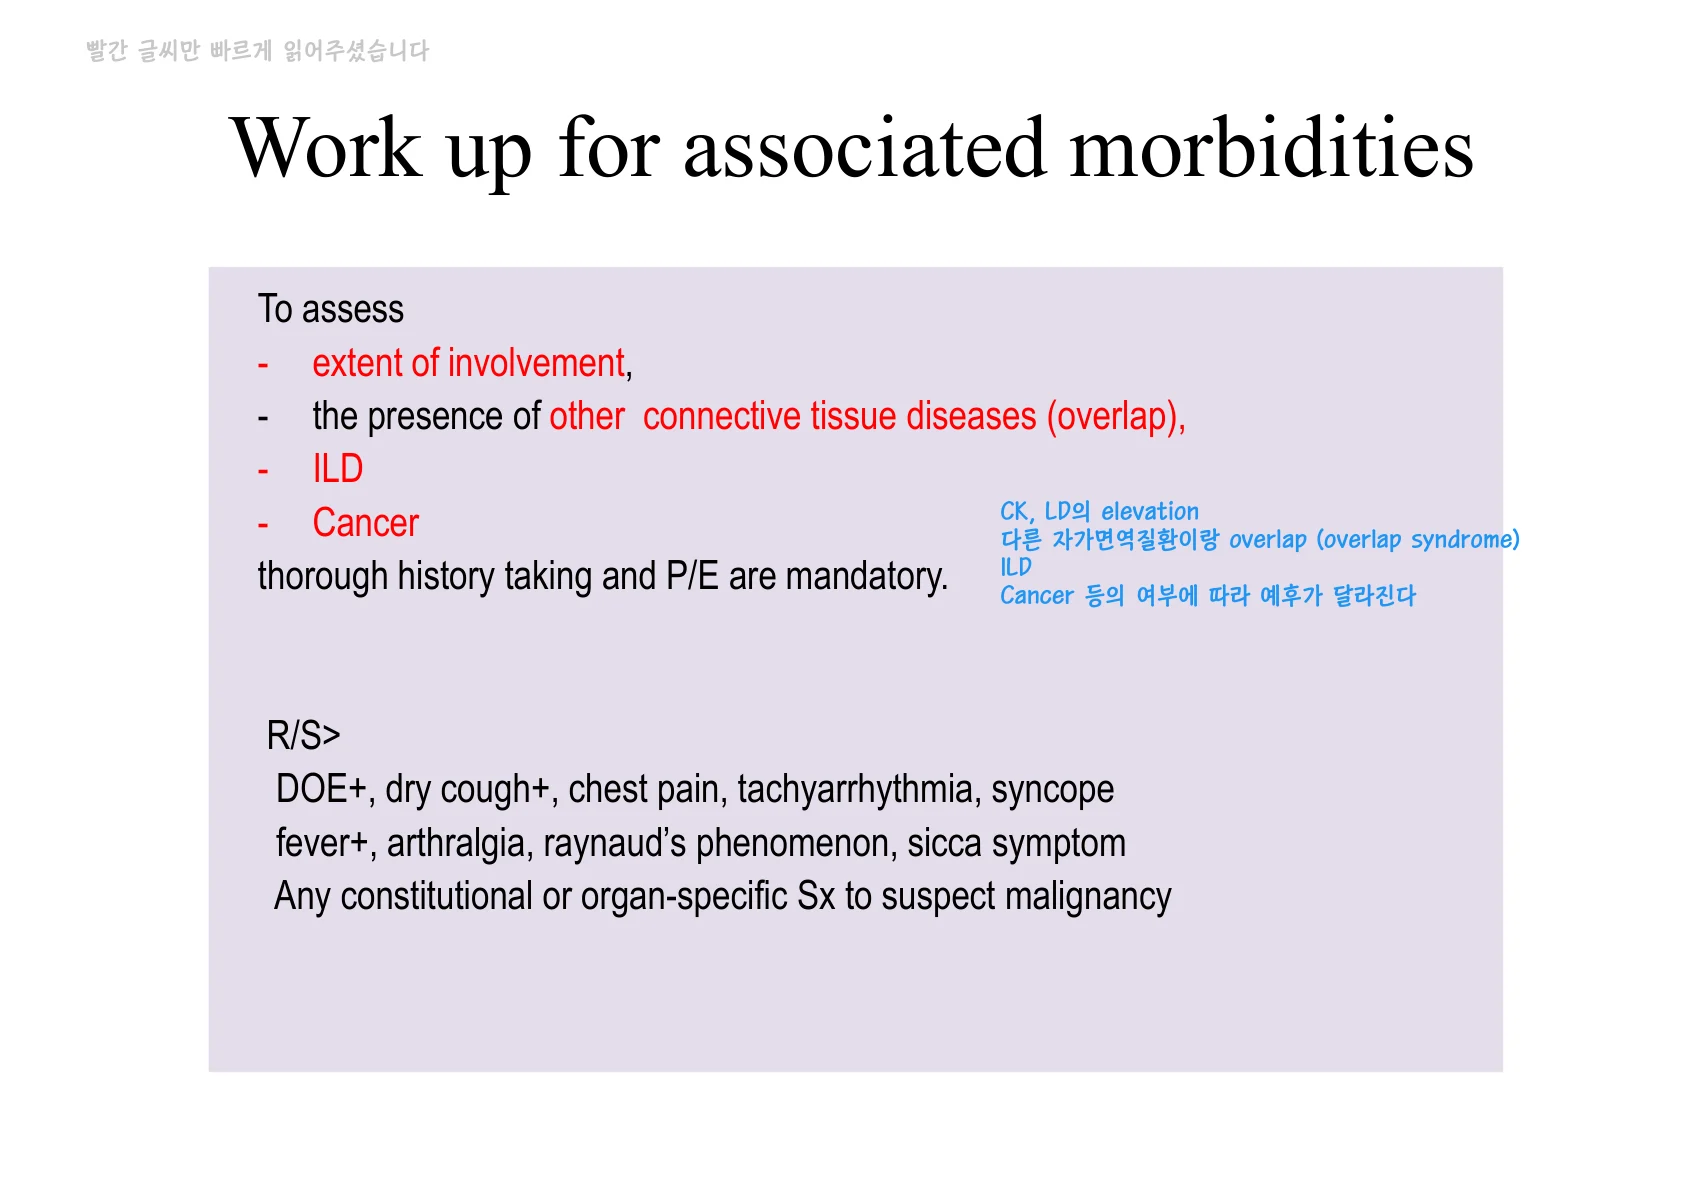 빨간 글씨만 빠르게 읽어주셨습니다
Work up for associated morbidities
To assess
- extent of involvement,
- the presence of other connective tissue diseases (overlap),
- ILD
- Cancer
thorough history taking and P/E are mandatory.
CK, LD의 elevation
다른 자가면역질환이랑 overlap (overlap syndrome)
ILD
Cancer 등의 여부에 따라 예후가 달라진다
R/S>
DOE+, dry cough+, chest pain, tachyarrhythmia, syncope
fever+, arthralgia, raynaud’s phenomenon, sicca symptom
Any constitutional or organ-specific Sx to suspect malignancy